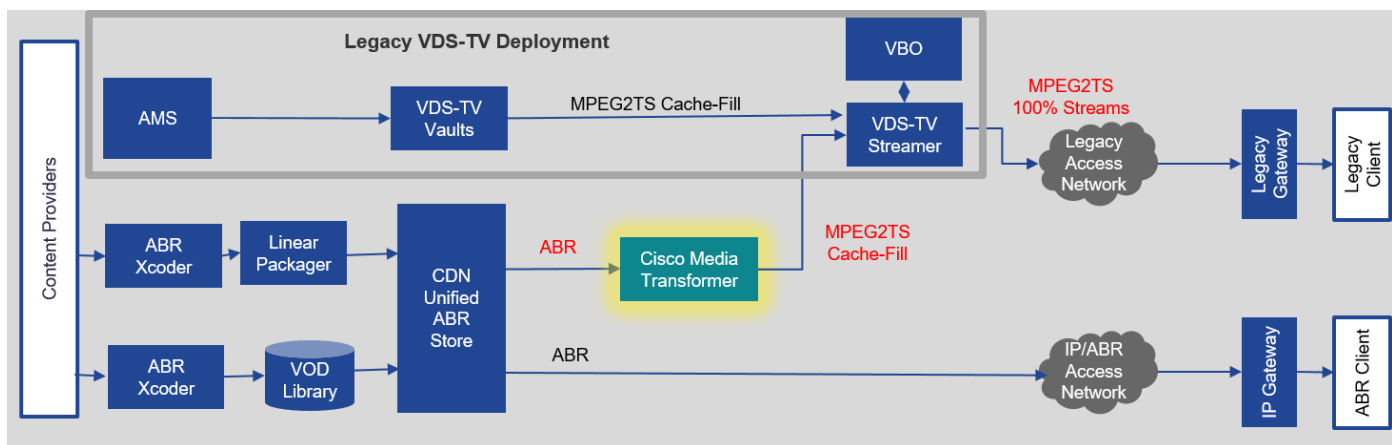 Legacy VDS-TV Deployment
VBO
AMS
VDS-TV
Vaults
MPEG2TS Cache-Fill
VDS-TV
Streamer
MPEG2TS
100% Streams
Legacy
Access
Network
Legacy
Gateway
Legacy
Client
Content Providers
ABR
Xcoder
Linear
Packager
CDN
Unified
ABR
Store
ABR
Cisco Media
Transformer
MPEG2TS
Cache-Fill
ABR
Xcoder
VOD
Library
ABR
IP/ABR
Access
Network
IP Gateway
ABR Client